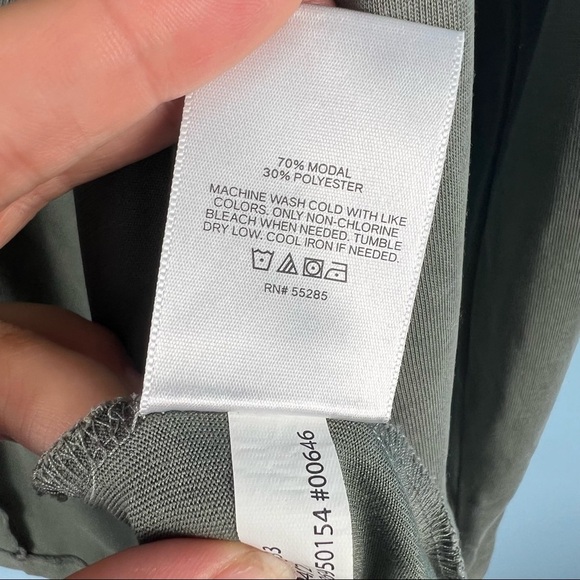 70% MODAL
30% POLYESTER
MACHINE WASH COLD WITH LIKE
COLORS. ONLY NON-CHLORINE
BLEACH WHEN NEEDED. TUMBLE
DRY LOW. COOL IRON IF NEEDED.
RN# 55285
50154 #00646